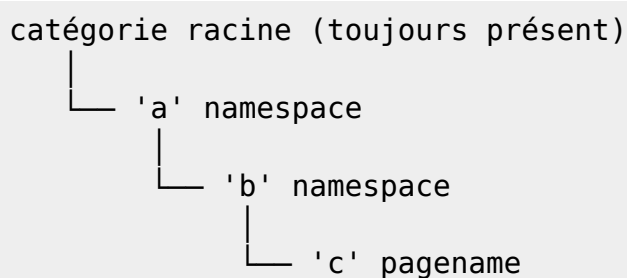 catégorie racine (toujours présent)
'a' namespace
'b' namespace
'c' pagename